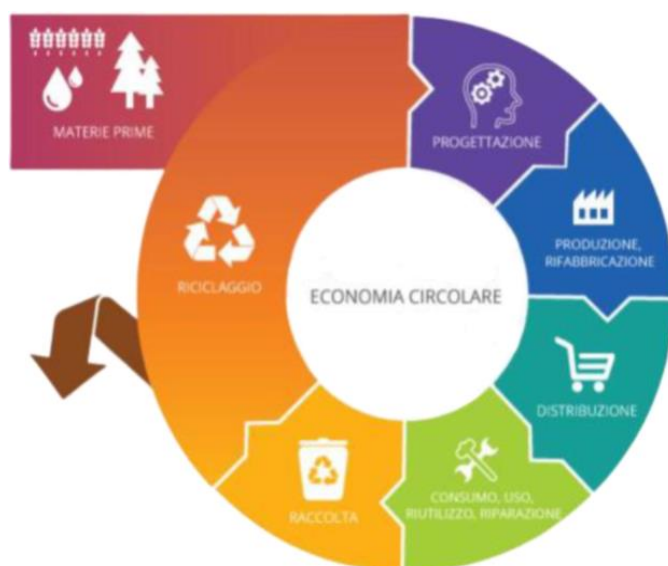 MATERIE PRIME
PROGETTAZIONE
PRODUZIONE,
RIFABBRICAZIONE
RICICLAGGIO
ECONOMIA CIRCOLARE
DISTRIBUZIONE
CONSUMO, USO,
RIUTILIZZO, RIPARAZIONE
RACCOLTA